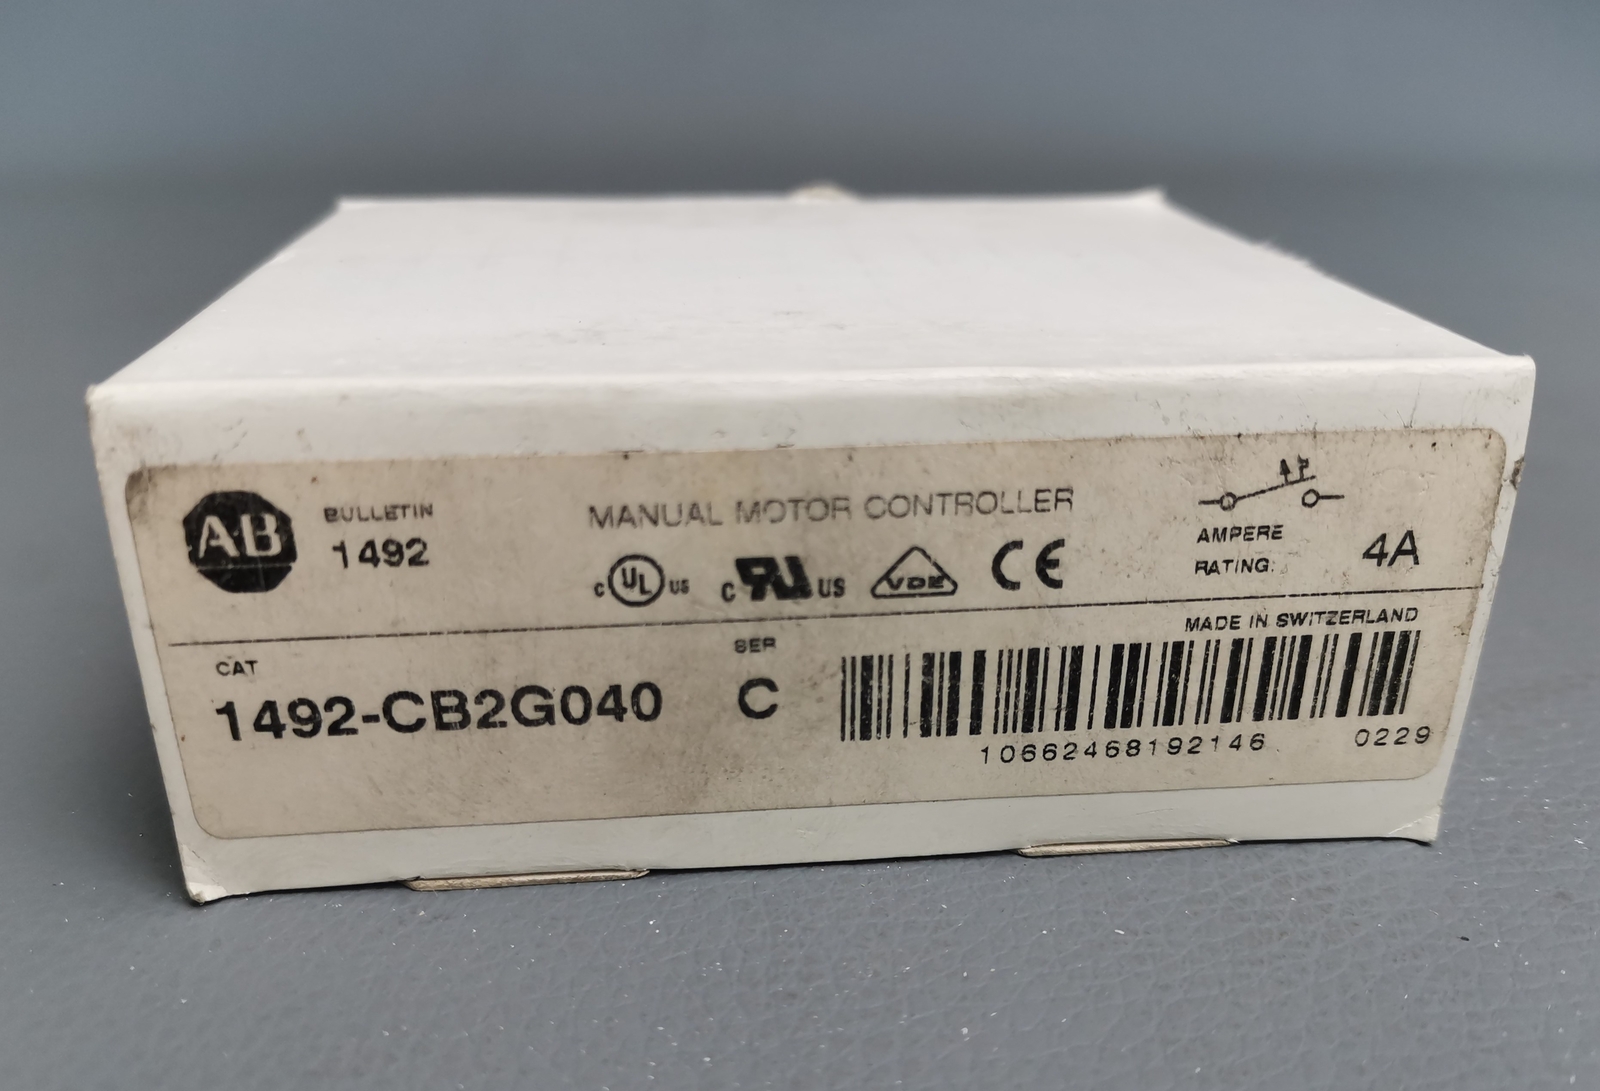 AB
BULLETIN
1492
MANUAL MOTOR CONTROLLER
c UL us
c RU us
VDE
CE
AMPERE
RATING: 4A
MADE IN SWITZERLAND
CAT
1492-CB2G040
SER
C
10662468192146 0229